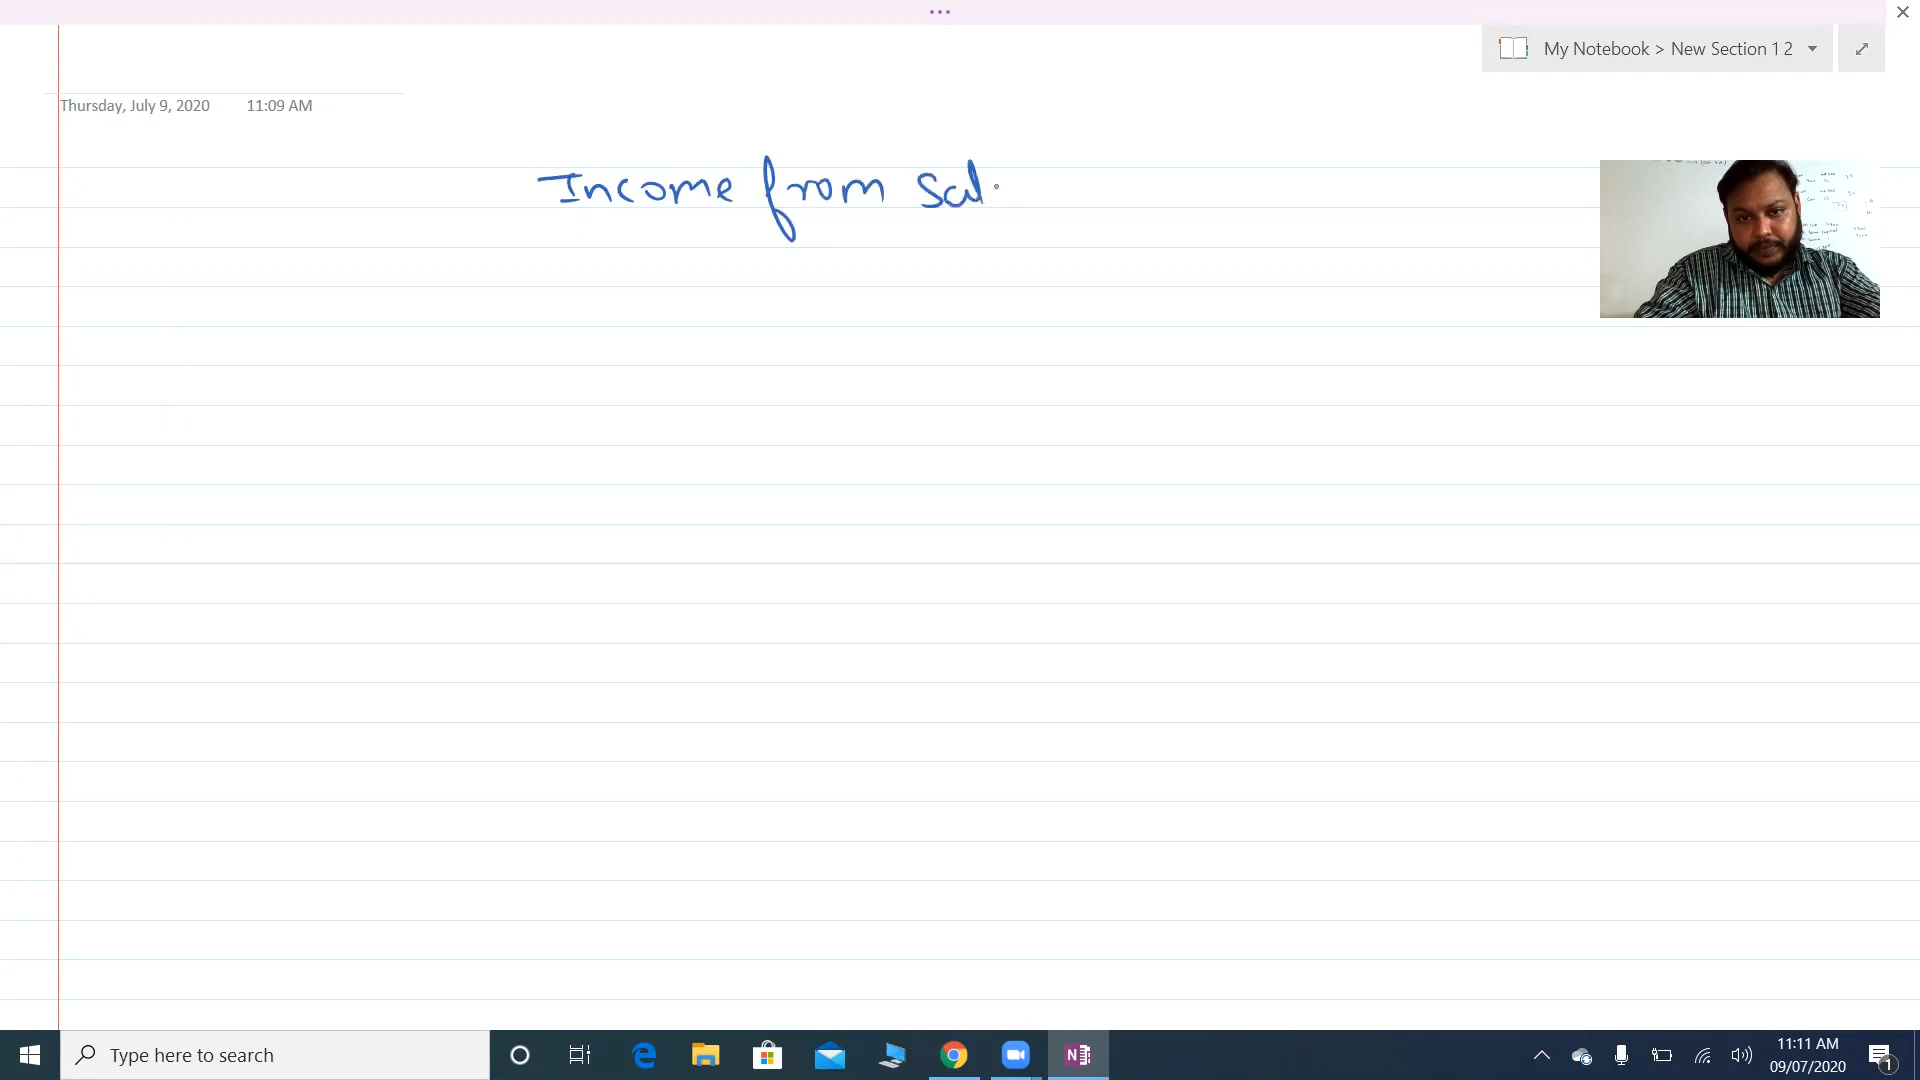 My Notebook > New Section 1 2
Thursday, July 9, 2020 11:09 AM
Income from Sal
Type here to search
11:11 AM
09/07/2020
1